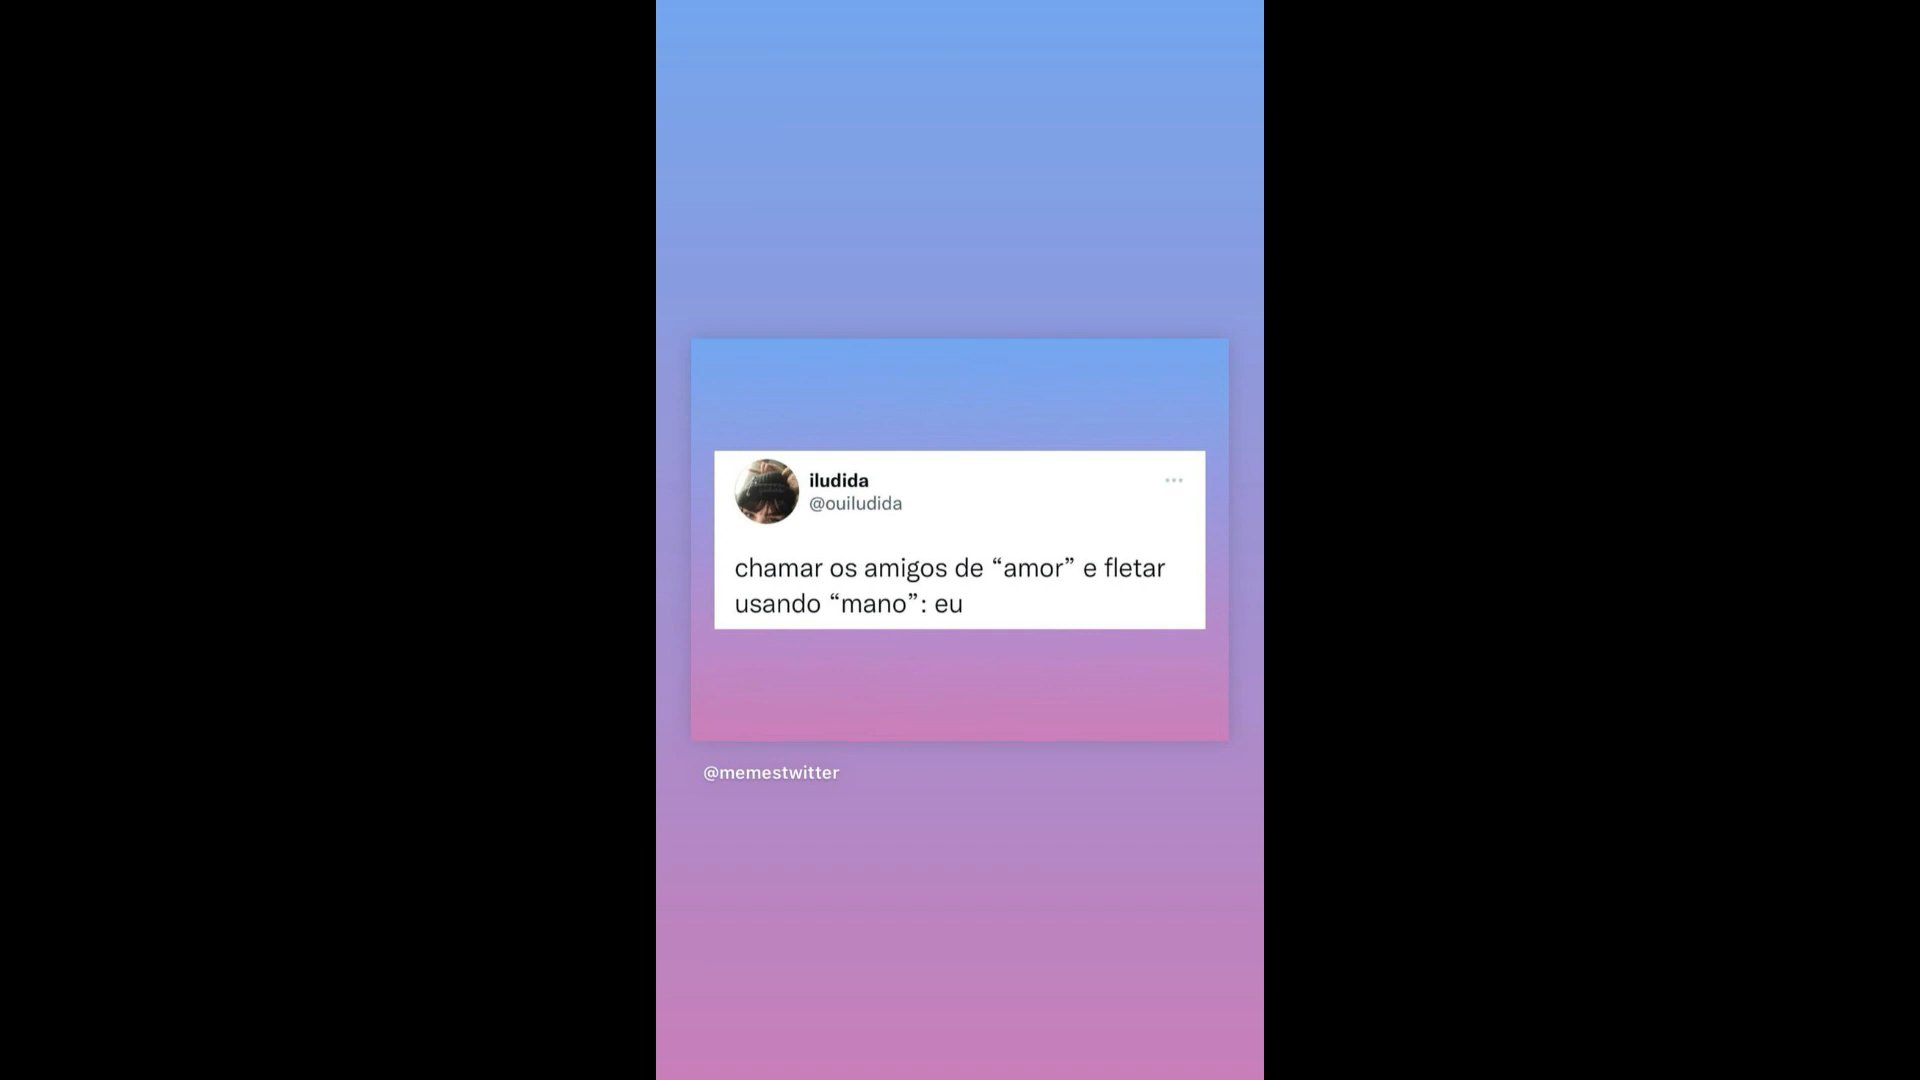 iludida
@ouiludida
chamar os amigos de “amor” e fletar
usando “mano”: eu
@memestwitter